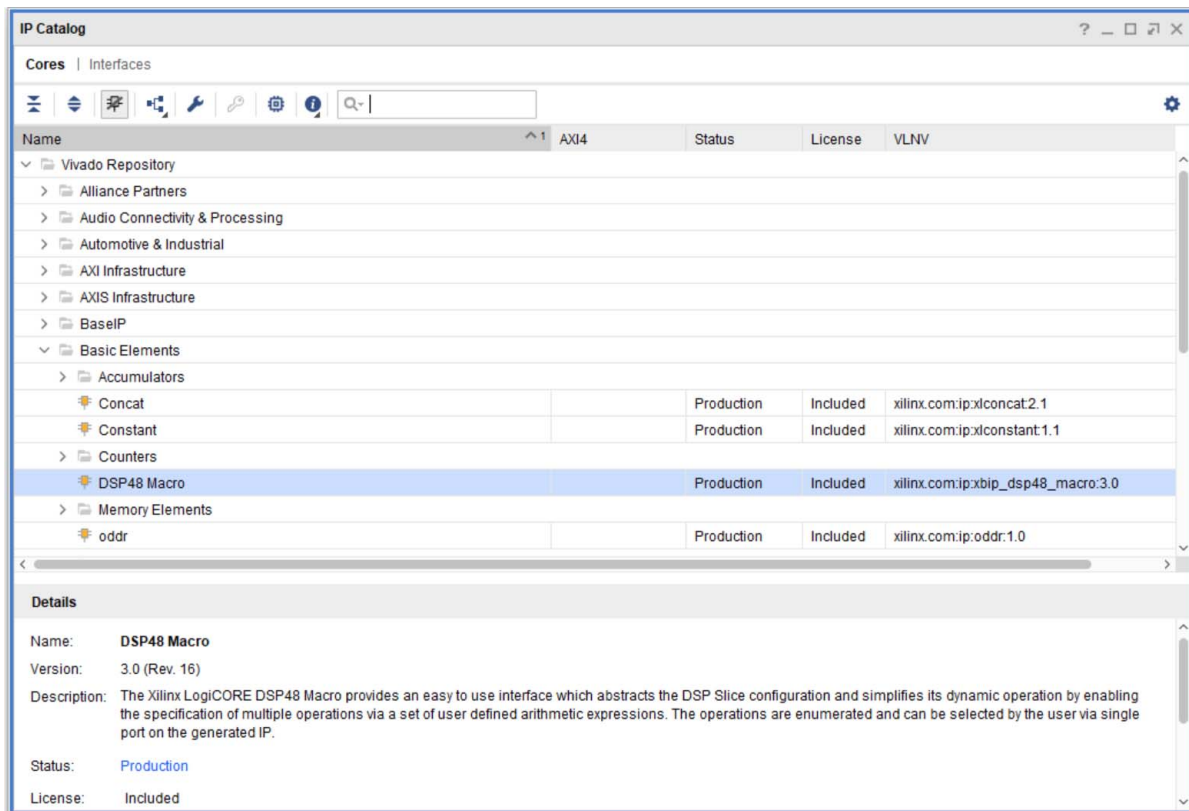 IP Catalog
Cores | Interfaces
Name 1 AXI4 Status License VLNV
Vivado Repository
Alliance Partners
Audio Connectivity & Processing
Automotive & Industrial
AXI Infrastructure
AXIS Infrastructure
BaseIP
Basic Elements
Accumulators
Concat Production Included xilinx.com:ip:xlconcat:2.1
Constant Production Included xilinx.com:ip:xlconstant:1.1
Counters
DSP48 Macro Production Included xilinx.com:ip:xbip_dsp48_macro:3.0
Memory Elements
oddr Production Included xilinx.com:ip:oddr:1.0
Details
Name: DSP48 Macro
Version: 3.0 (Rev. 16)
Description: The Xilinx LogiCORE DSP48 Macro provides an easy to use interface which abstracts the DSP Slice configuration and simplifies its dynamic operation by enabling
the specification of multiple operations via a set of user defined arithmetic expressions. The operations are enumerated and can be selected by the user via single
port on the generated IP.
Status: Production
License: Included